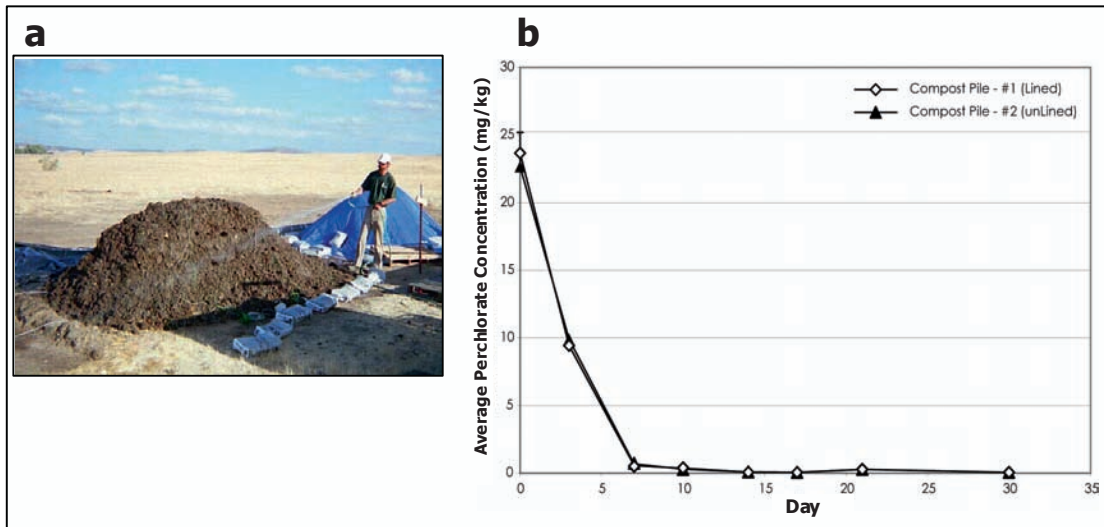 a
b
Average Perchlorate Concentration (mg/kg)
30
25
20
15
10
5
0
Compost Pile - #1 (Lined)
Compost Pile - #2 (unLined)
0 5 10 15 20 25 30 35
Day